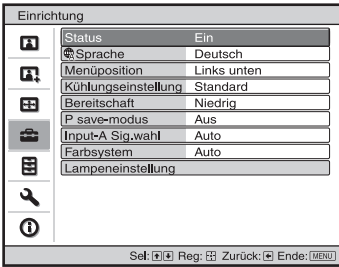 Einrichtung
Status Ein
Sprache Deutsch
Menüposition Links unten
Kühlungseinstellung Standard
Bereitschaft Niedrig
P save-modus Aus
Input-A Sig.wahl Auto
Farbsystem Auto
Lampeneinstellung
Sel: Reg: Zurück: Ende: MENU